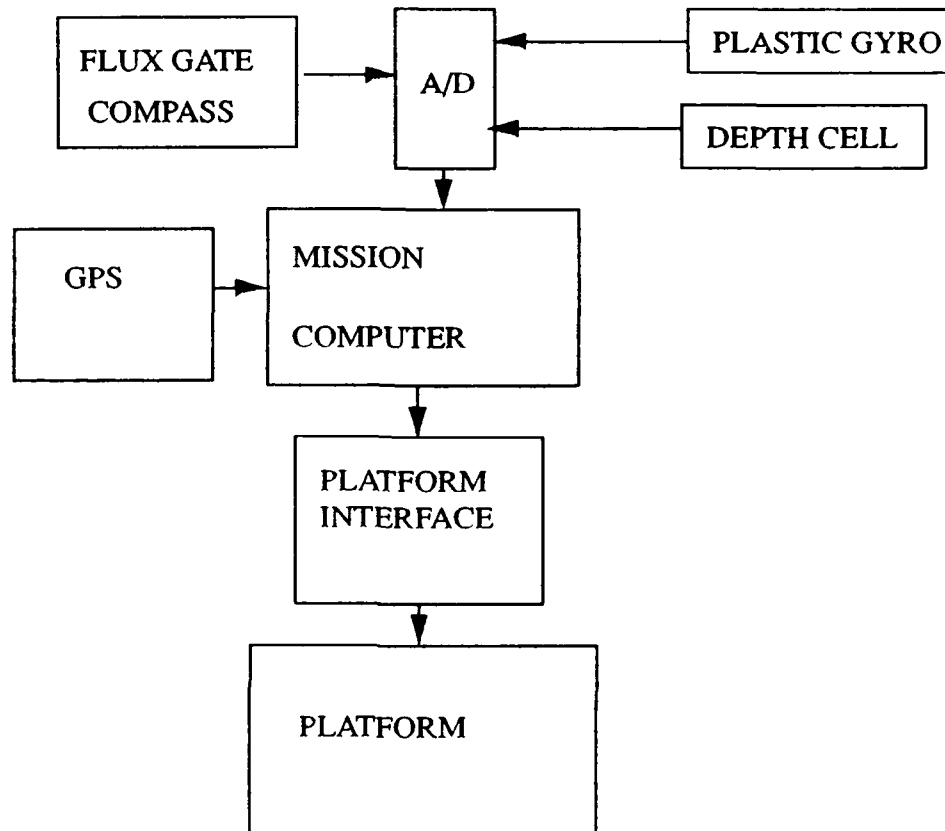 FLUX GATE
COMPASS
A/D
PLASTIC GYRO
DEPTH CELL
GPS
MISSION
COMPUTER
PLATFORM
INTERFACE
PLATFORM